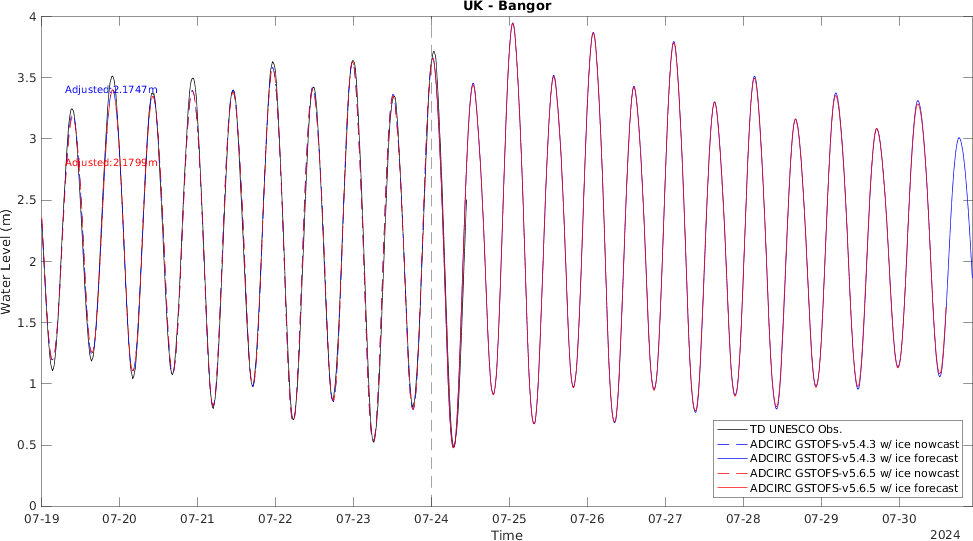 UK - Bangor
Water Level (m)
4
3.5
3
2.5
2
1.5
1
0.5
0
Adjusted:2.1747m
Adjusted:2.1799m
TD UNESCO Obs.
ADCIRC GSTOFS-v5.4.3 w/ ice nowcast
ADCIRC GSTOFS-v5.4.3 w/ ice forecast
ADCIRC GSTOFS-v5.6.5 w/ ice nowcast
ADCIRC GSTOFS-v5.6.5 w/ ice forecast
07-19 07-20 07-21 07-22 07-23 07-24 07-25 07-26 07-27 07-28 07-29 07-30
Time
2024